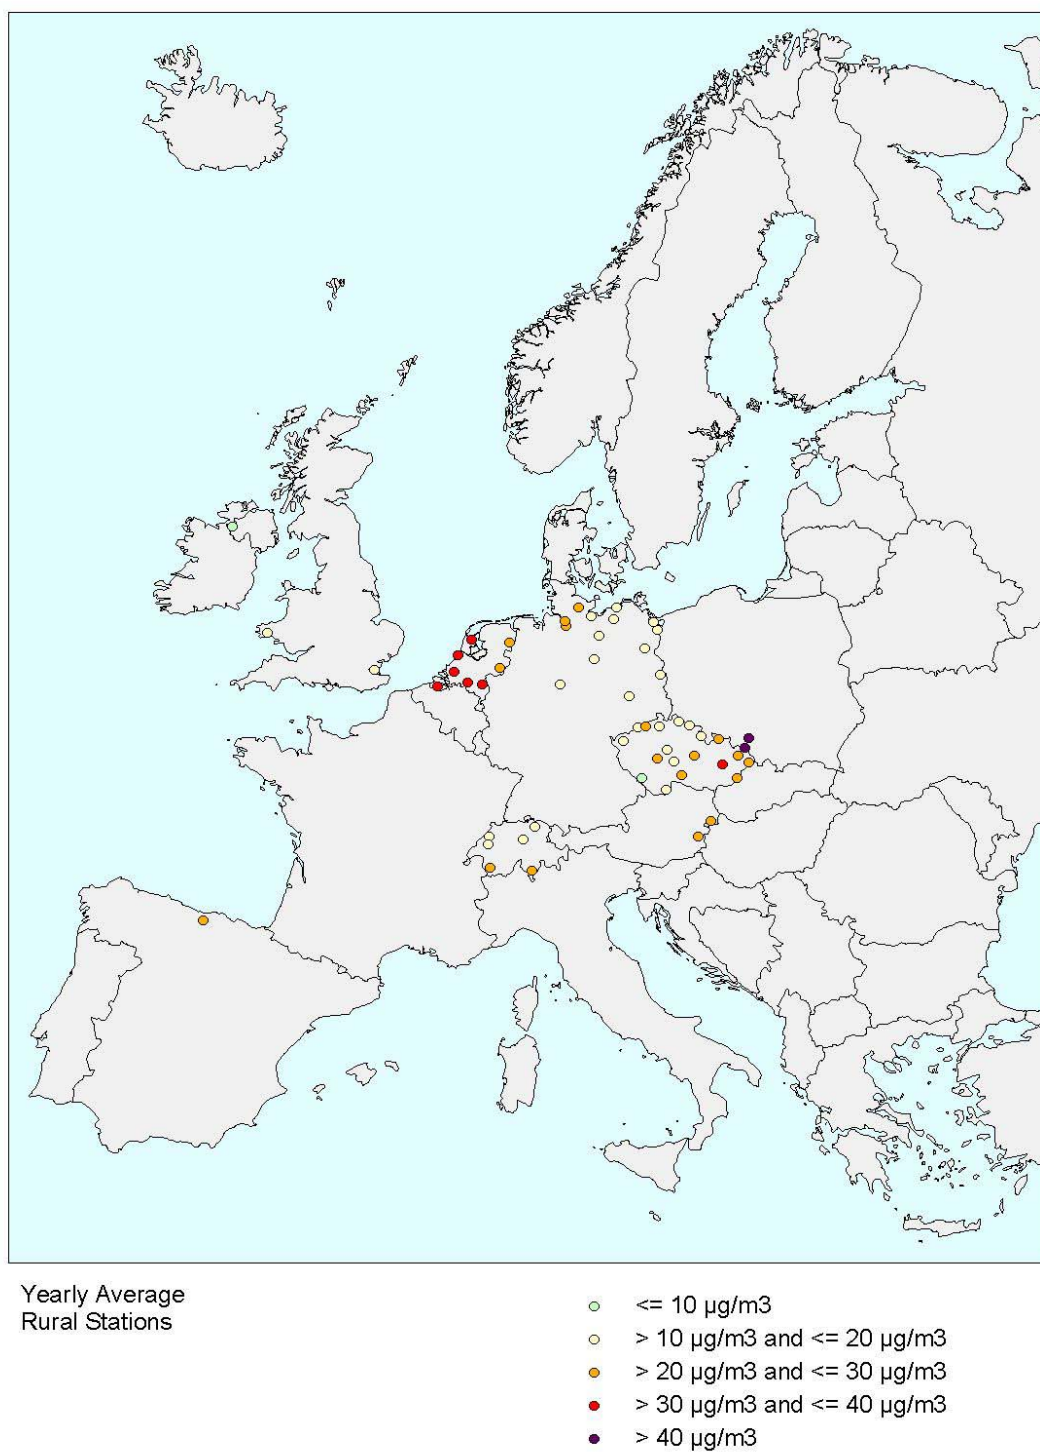 Yearly Average
Rural Stations
<= 10 µg/m3
> 10 µg/m3 and <= 20 µg/m3
> 20 µg/m3 and <= 30 µg/m3
> 30 µg/m3 and <= 40 µg/m3
> 40 µg/m3